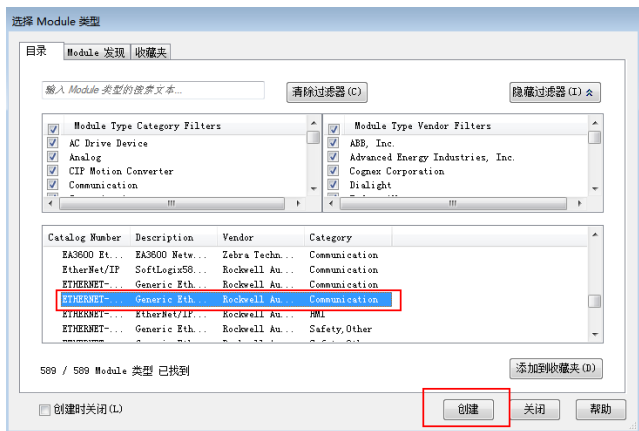 选择 Module 类型
目录 Module 发现 收藏夹
输入 Module 类型的搜索文本...
清除过滤器(C)
隐藏过滤器(I)
Module Type Category Filters
AC Drive Device
Analog
CIP Motion Converter
Communication
Module Type Vendor Filters
ABB, Inc.
Advanced Energy Industries, Inc.
Cognex Corporation
Dialight
Catalog Number Description Vendor Category
EA3600 Et... EA3600 Netw... Zebra Techn... Communication
EtherNet/IP SoftLogix58... Rockwell Au... Communication
ETHERNET-... Generic Eth... Rockwell Au... Communication
ETHERNET-... Generic Eth... Rockwell Au... Communication
ETHERNET-... EtherNet/IP... Rockwell Au... HMI
ETHERNET-... Generic Eth... Rockwell Au... Safety,Other
589 / 589 Module 类型 已找到
添加到收藏夹(D)
创建时关闭(L)
创建 关闭 帮助